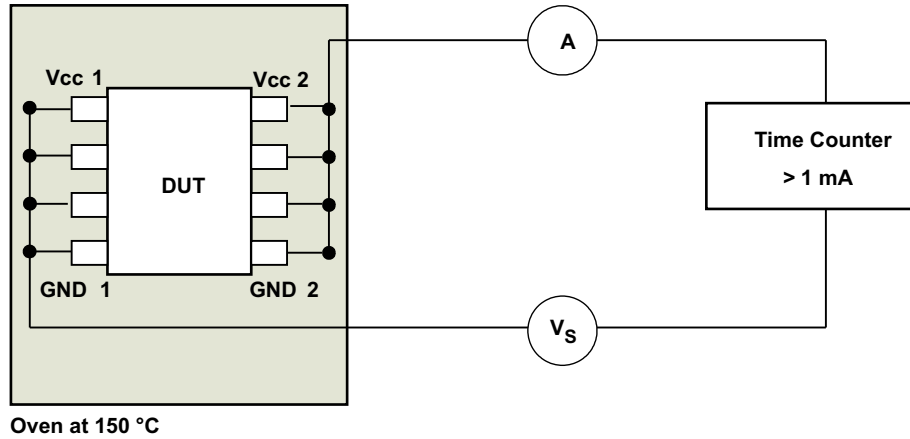 A
Vcc 1
Vcc 2
Time Counter
> 1 mA
DUT
GND 1
GND 2
VS
Oven at 150 °C